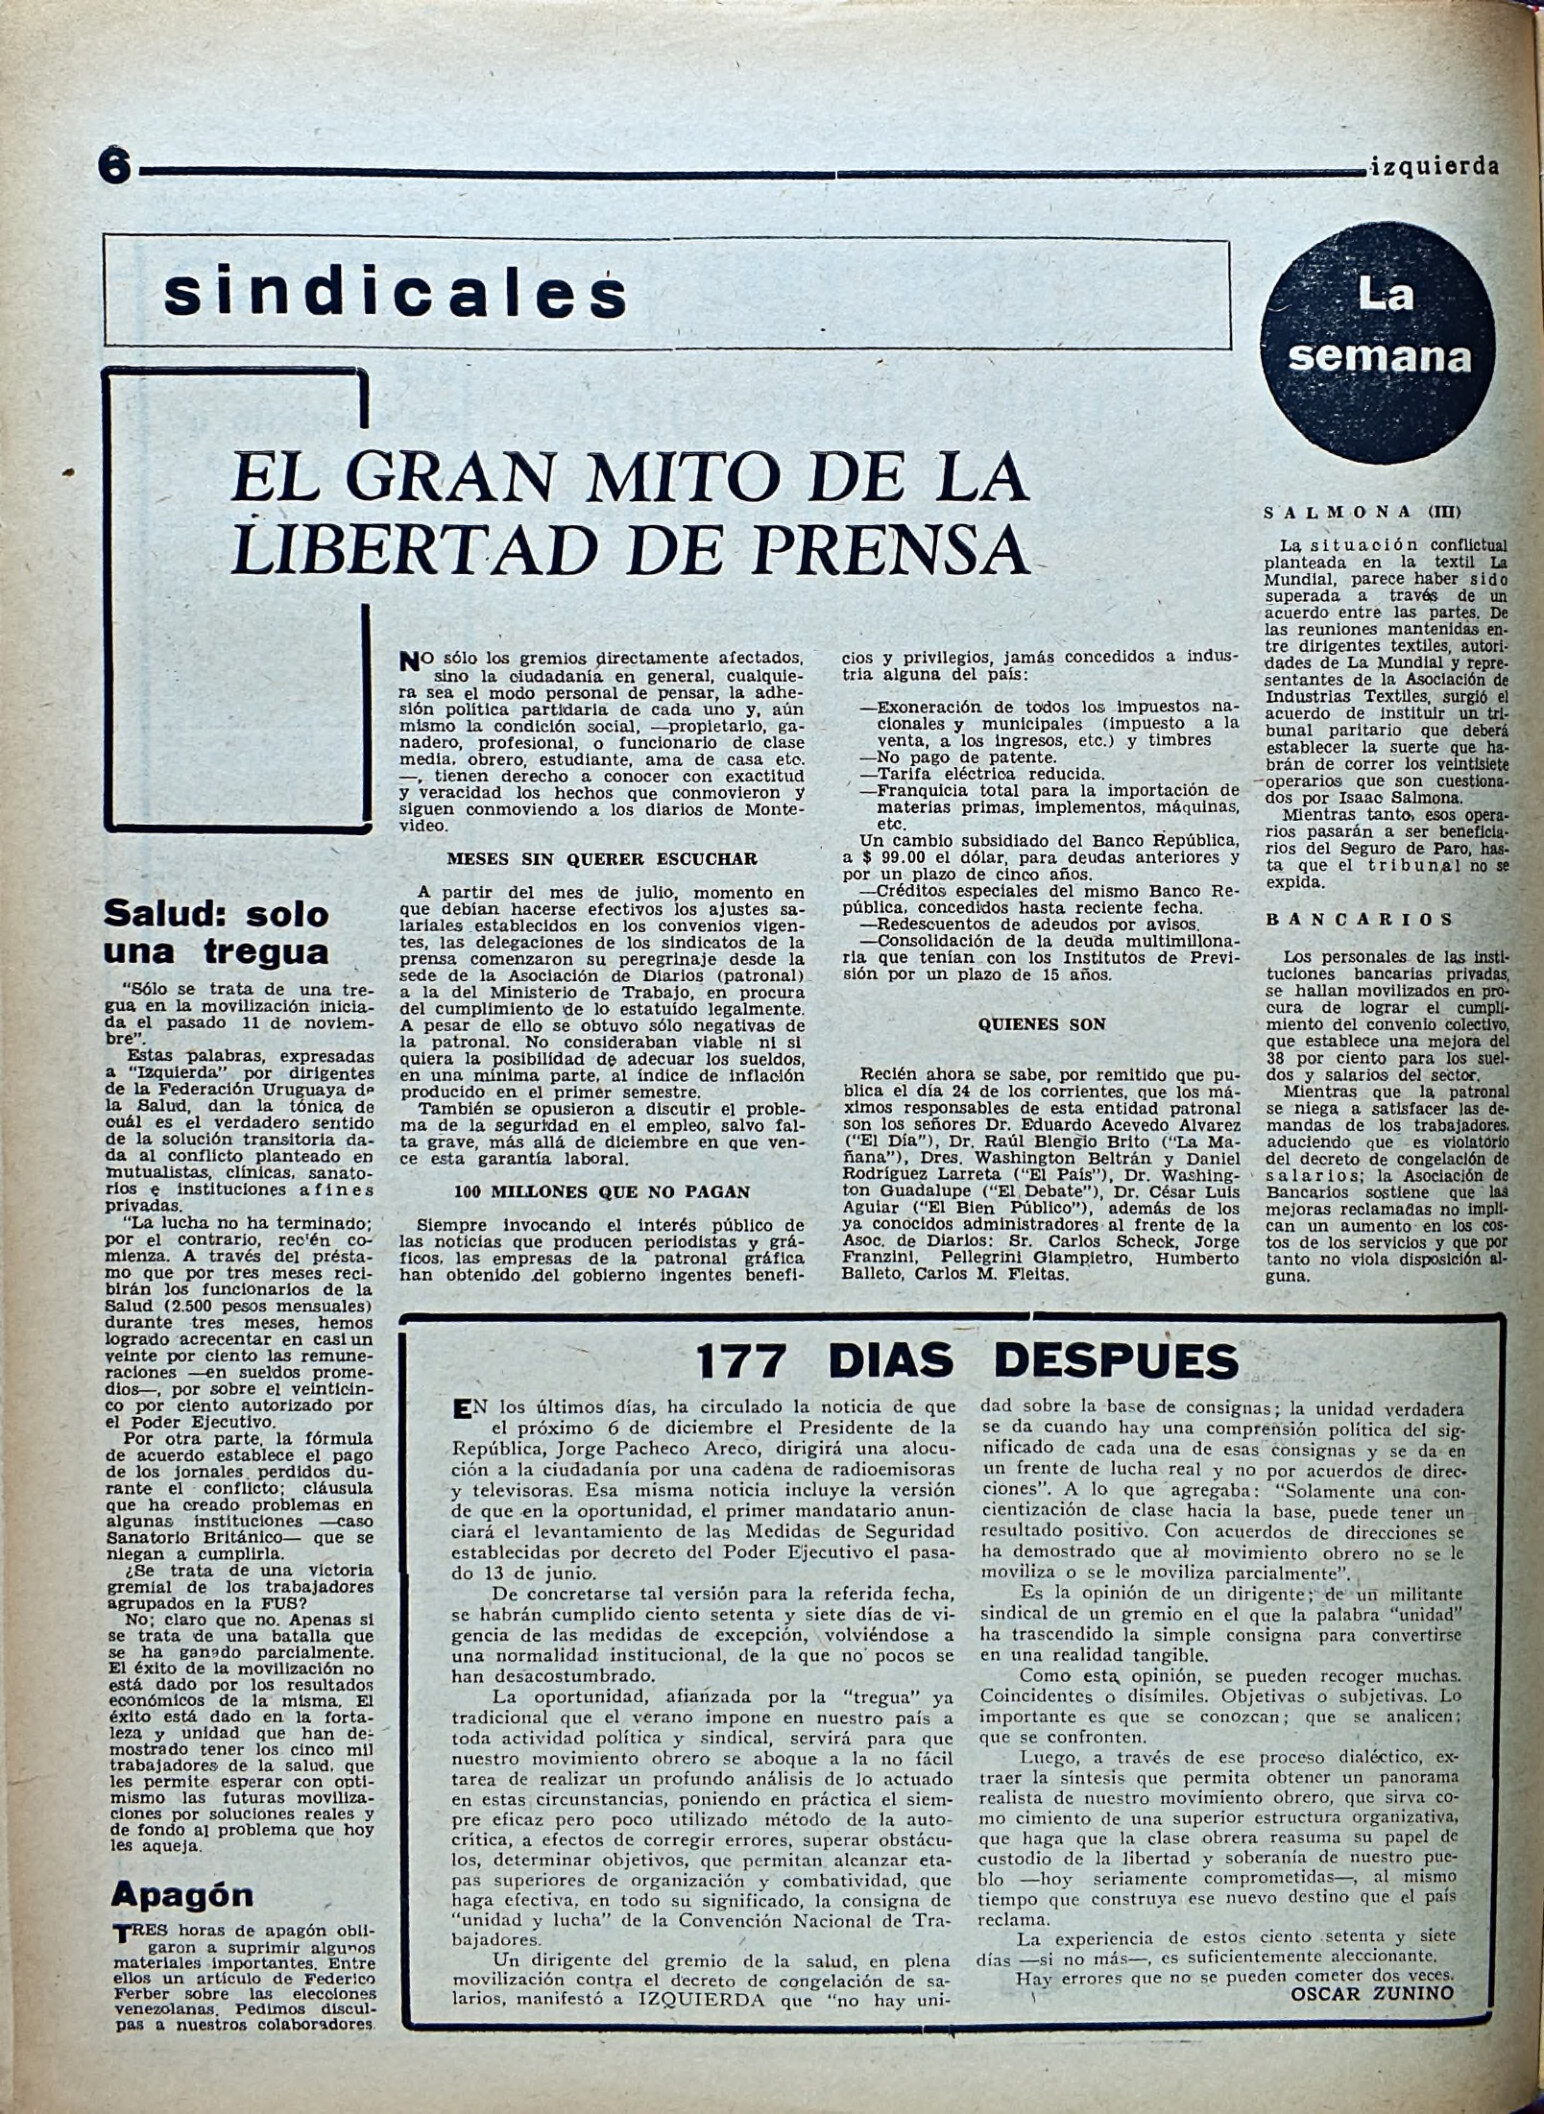 6
izquierda
sindicales
La
semana
EL GRAN MITO DE LA
LIBERTAD DE PRENSA
NO sólo los gremios directamente afectados,
sino la ciudadanía en general, cualquie-
ra sea el modo personal de pensar, la adhe-
sión política partidaria de cada uno y, aún
mismo la condición social, —propietario, ga-
nadero, profesional, o funcionario de clase
media, obrero, estudiante, ama de casa etc.
—, tienen derecho a conocer con exactitud
y veracidad los hechos que conmovieron y
siguen conmoviendo a los diarios de Monte-
video.
MESES SIN QUERER ESCUCHAR
A partir del mes de julio, momento en
que debían hacerse efectivos los ajustes sa-
lariales establecidos en los convenios vigen-
tes, las delegaciones de los sindicatos de la
prensa comenzaron su peregrinaje desde la
sede de la Asociación de Diarios (patronal)
a la del Ministerio de Trabajo, en procura
del cumplimiento de lo estatuído legalmente.
A pesar de ello se obtuvo sólo negativas de
la patronal. No consideraban viable ni si
quiera la posibilidad de adecuar los sueldos,
en una mínima parte, al índice de inflación
producido en el primer semestre.
También se opusieron a discutir el proble-
ma de la seguridad en el empleo, salvo fal-
ta grave, más allá de diciembre en que ven-
ce esta garantía laboral.
100 MILLONES QUE NO PAGAN
Siempre invocando el interés público de
las noticias que producen periodistas y grá-
ficos, las empresas de la patronal gráfica
han obtenido del gobierno ingentes benefi-
cios y privilegios, jamás concedidos a indus-
tria alguna del país:
—Exoneración de todos los impuestos na-
cionales y municipales (impuesto a la
venta, a los ingresos, etc.) y timbres
—No pago de patente.
—Tarifa eléctrica reducida.
—Franquicia total para la importación de
materias primas, implementos, máquinas,
etc.
Un cambio subsidiado del Banco República,
a $ 99.00 el dólar, para deudas anteriores y
por un plazo de cinco años.
—Créditos especiales del mismo Banco Re-
pública, concedidos hasta reciente fecha.
—Redescuentos de adeudos por avisos.
—Consolidación de la deuda multimillona-
ria que tenían con los Institutos de Previ-
sión por un plazo de 15 años.
QUIENES SON
Recién ahora se sabe, por remitido que pu-
blica el día 24 de los corrientes, que los má-
ximos responsables de esta entidad patronal
son los señores Dr. Eduardo Acevedo Alvarez
("El Día"), Dr. Raúl Blengio Brito ("La Ma-
ñana"), Dres. Washington Beltrán y Daniel
Rodríguez Larreta ("El País"), Dr. Washing-
ton Guadalupe ("El Debate"), Dr. César Luis
Aguiar ("El Bien Público"), además de los
ya conocidos administradores al frente de la
Asoc. de Diarios: Sr. Carlos Scheck, Jorge
Franzini, Pellegrini Giampietro, Humberto
Balleto, Carlos M. Fleitas.
SALMONA (III)
La situación conflictual
planteada en la textil La
Mundial, parece haber sido
superada a través de un
acuerdo entre las partes. De
las reuniones mantenidas en-
tre dirigentes textiles, autori-
dades de La Mundial y repre-
sentantes de la Asociación de
Industrias Textiles, surgió el
acuerdo de instituir un tri-
bunal paritario que deberá
establecer la suerte que ha-
brán de correr los veintisiete
operarios que son cuestiona-
dos por Isaac Salmona.
Mientras tanto, esos opera-
rios pasarán a ser beneficia-
rios del Seguro de Paro, has-
ta que el tribunal no se
expida.
BANCARIOS
Los personales de las insti-
tuciones bancarias privadas,
se hallan movilizados en pro-
cura de lograr el cumpli-
miento del convenio colectivo,
que establece una mejora del
38 por ciento para los suel-
dos y salarios del sector.
Mientras que la patronal
se niega a satisfacer las de-
mandas de los trabajadores,
aduciendo que es violatorio
del decreto de congelación de
salarios; la Asociación de
Bancarios sostiene que las
mejoras reclamadas no impli-
can un aumento en los cos-
tos de los servicios y que por
tanto no viola disposición al-
guna.
Salud: solo
una tregua
"Sólo se trata de una tre-
gua en la movilización inicia-
da el pasado 11 de noviem-
bre".
Estas palabras, expresadas
a "Izquierda" por dirigentes
de la Federación Uruguaya de
la Salud, dan la tónica de
cuál es el verdadero sentido
de la solución transitoria da-
da al conflicto planteado en
mutualistas, clínicas, sanato-
rios e instituciones afines
privadas.
"La lucha no ha terminado;
por el contrario, recién co-
mienza. A través del présta-
mo que por tres meses reci-
birán los funcionarios de la
Salud (2.500 pesos mensuales)
durante tres meses, hemos
logrado acrecentar en casi un
veinte por ciento las remune-
raciones —en sueldos prome-
dios—, por sobre el veinticin-
co por ciento autorizado por
el Poder Ejecutivo.
Por otra parte, la fórmula
de acuerdo establece el pago
de los jornales perdidos du-
rante el conflicto; cláusula
que ha creado problemas en
algunas instituciones —caso
Sanatorio Británico— que se
niegan a cumplirla.
¿Se trata de una victoria
gremial de los trabajadores
agrupados en la FUS?
No; claro que no. Apenas si
se trata de una batalla que
se ha ganado parcialmente.
El éxito de la movilización no
está dado por los resultados
económicos de la misma. El
éxito está dado en la forta-
leza y unidad que han de-
mostrado tener los cinco mil
trabajadores de la salud, que
les permite esperar con opti-
mismo las futuras moviliza-
ciones por soluciones reales y
de fondo al problema que hoy
les aqueja.
Apagón
TRES horas de apagón obli-
garon a suprimir algunos
materiales importantes. Entre
ellos un artículo de Federico
Ferber sobre las elecciones
venezolanas. Pedimos discul-
pas a nuestros colaboradores.
177 DIAS DESPUES
EN los últimos días, ha circulado la noticia de que
el próximo 6 de diciembre el Presidente de la
República, Jorge Pacheco Areco, dirigirá una alocu-
ción a la ciudadanía por una cadena de radioemisoras
y televisoras. Esa misma noticia incluye la versión
de que en la oportunidad, el primer mandatario anun-
ciará el levantamiento de las Medidas de Seguridad
establecidas por decreto del Poder Ejecutivo el pasa-
do 13 de junio.
De concretarse tal versión para la referida fecha,
se habrán cumplido ciento setenta y siete días de vi-
gencia de las medidas de excepción, volviéndose a
una normalidad institucional, de la que no pocos se
han desacostumbrado.
La oportunidad, afianzada por la "tregua" ya
tradicional que el verano impone en nuestro país a
toda actividad política y sindical, servirá para que
nuestro movimiento obrero se aboque a la no fácil
tarea de realizar un profundo análisis de lo actuado
en estas circunstancias, poniendo en práctica el siem-
pre eficaz pero poco utilizado método de la auto-
crítica, a efectos de corregir errores, superar obstácu-
los, determinar objetivos, que permitan alcanzar eta-
pas superiores de organización y combatividad, que
haga efectiva, en todo su significado, la consigna de
"unidad y lucha" de la Convención Nacional de Tra-
bajadores.
Un dirigente del gremio de la salud, en plena
movilización contra el decreto de congelación de sa-
larios, manifestó a IZQUIERDA que "no hay uni-
dad sobre la base de consignas; la unidad verdadera
se da cuando hay una comprensión política del sig-
nificado de cada una de esas consignas y se da en
un frente de lucha real y no por acuerdos de direc-
ciones". A lo que agregaba: "Solamente una con-
cientización de clase hacia la base, puede tener un
resultado positivo. Con acuerdos de direcciones se
ha demostrado que al movimiento obrero no se le
moviliza o se le moviliza parcialmente".
Es la opinión de un dirigente; de un militante
sindical de un gremio en el que la palabra "unidad"
ha trascendido la simple consigna para convertirse
en una realidad tangible.
Como esta opinión, se pueden recoger muchas.
Coincidentes o disímiles. Objetivas o subjetivas. Lo
importante es que se conozcan; que se analicen;
que se confronten.
Luego, a través de ese proceso dialéctico, ex-
traer la síntesis que permita obtener un panorama
realista de nuestro movimiento obrero, que sirva co-
mo cimiento de una superior estructura organizativa,
que haga que la clase obrera reasuma su papel de
custodio de la libertad y soberanía de nuestro pue-
blo —hoy seriamente comprometidas—, al mismo
tiempo que construya ese nuevo destino que el país
reclama.
La experiencia de estos ciento setenta y siete
días —si no más—, es suficientemente aleccionante.
Hay errores que no se pueden cometer dos veces.
OSCAR ZUNINO